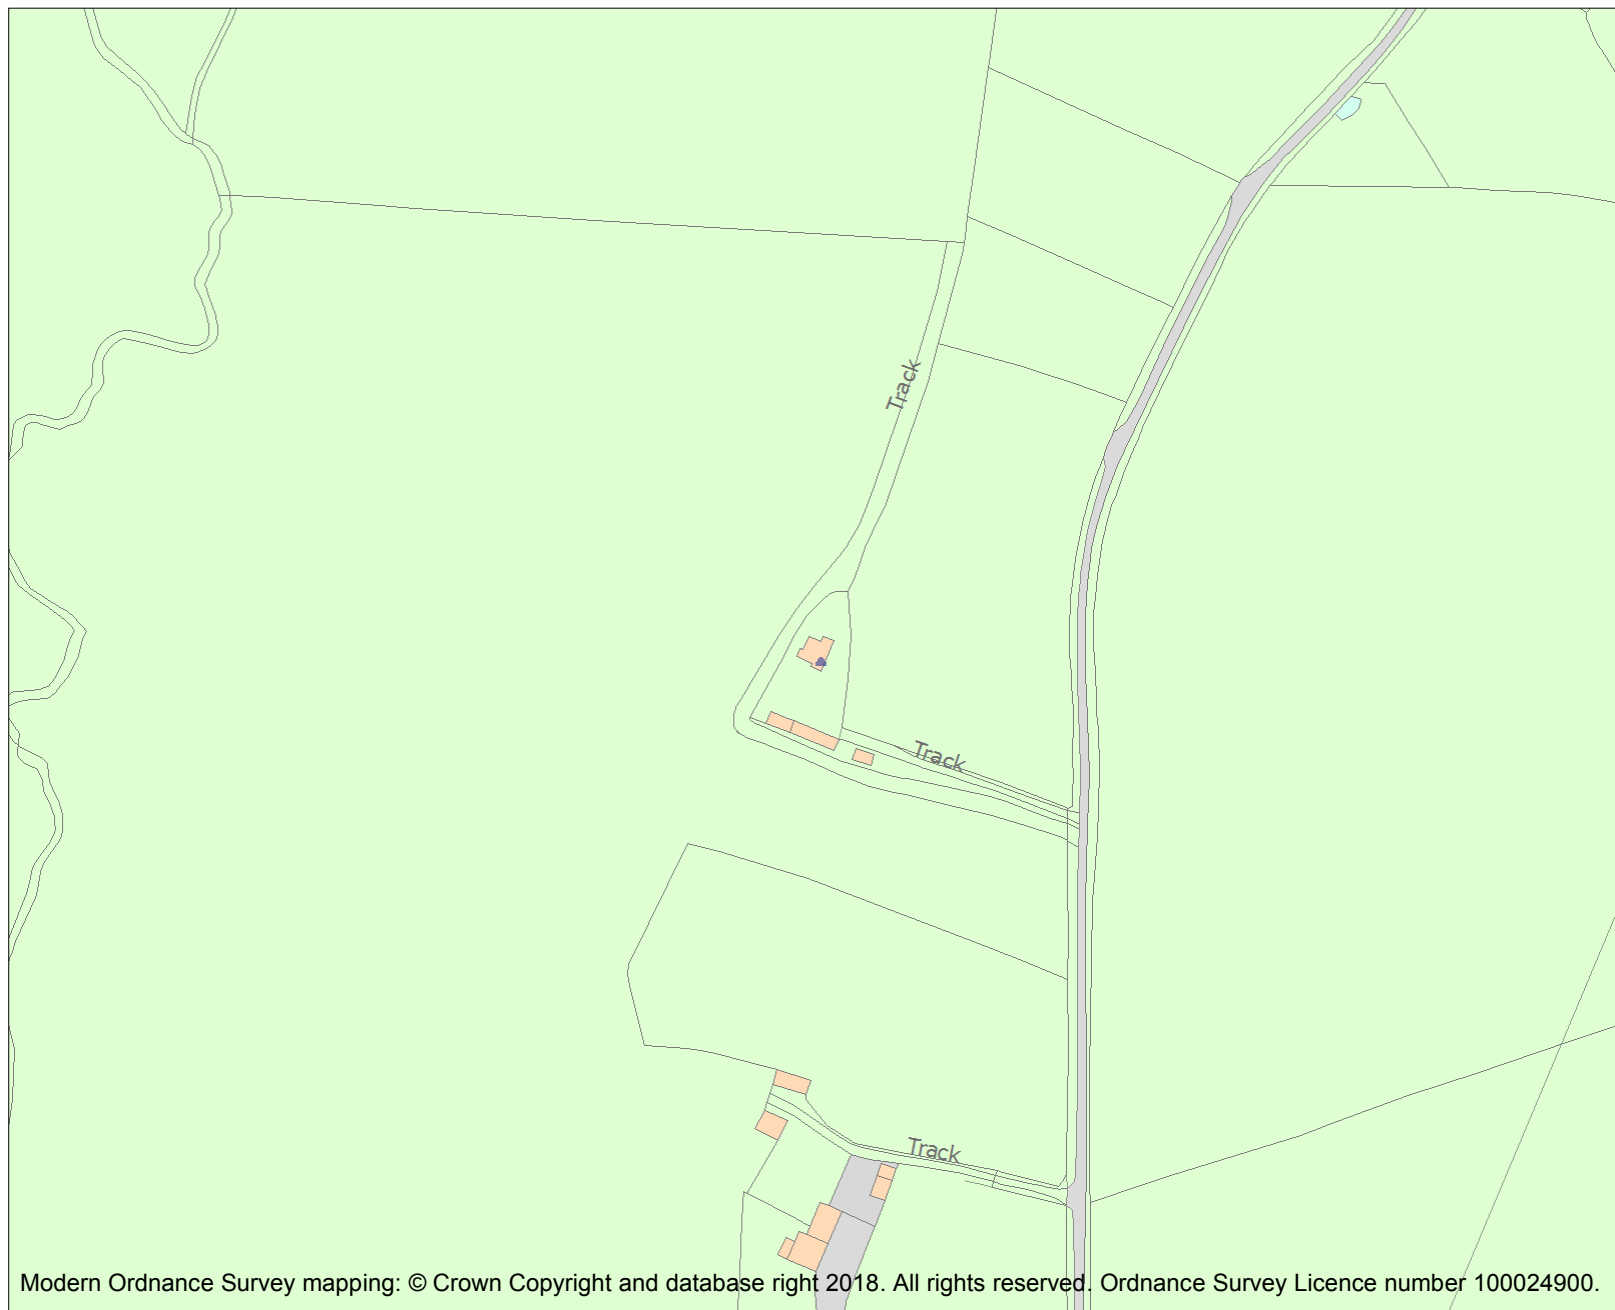 Track
Track
Track
Modern Ordnance Survey mapping: © Crown Copyright and database right 2018. All rights reserved. Ordnance Survey Licence number 100024900.